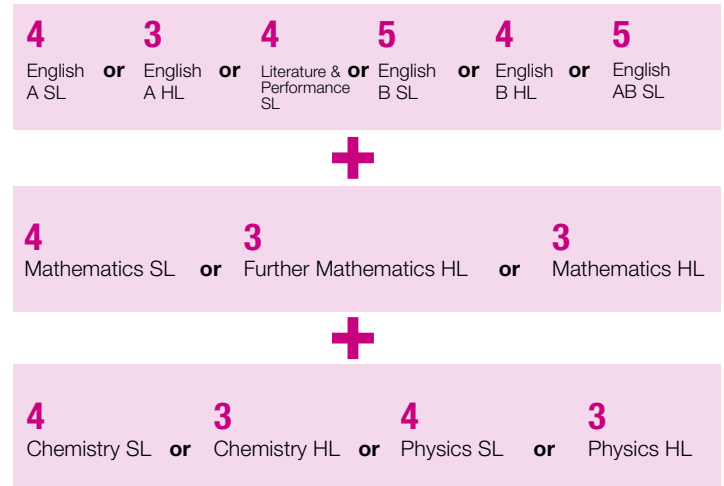 4 3 4 5 4 5
English or English or Literature & or English or English or English
A SL A HL Performance B SL B HL AB SL
SL
+
4 3 3
Mathematics SL or Further Mathematics HL or Mathematics HL
+
4 3 4 3
Chemistry SL or Chemistry HL or Physics SL or Physics HL